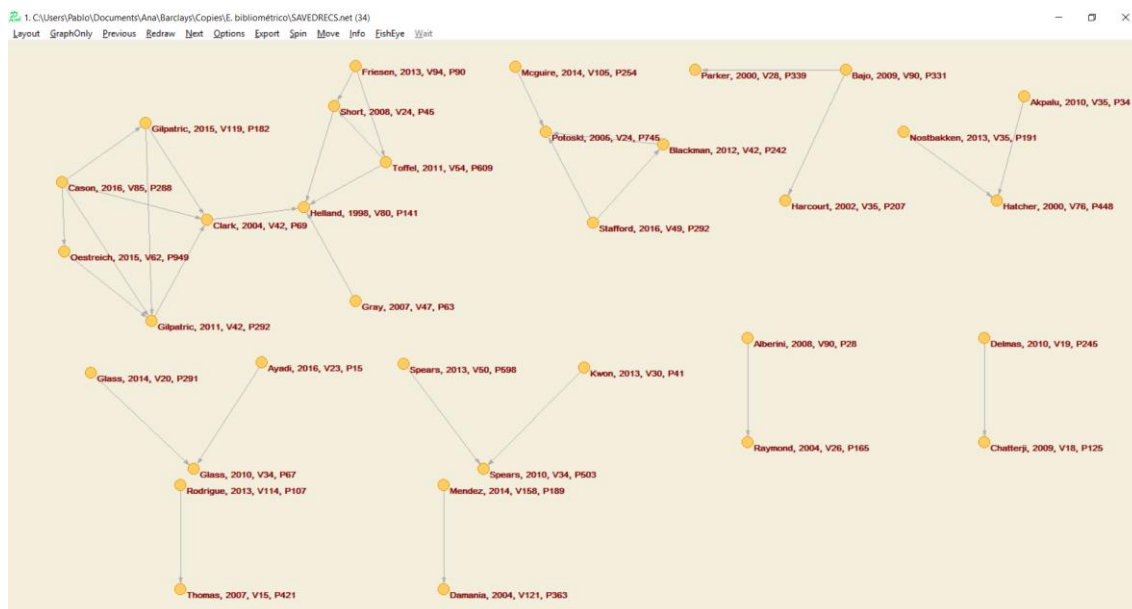 1. C:\Users\Pablo\Documents\Ana\Barclays\Copies\E. bibliométrico\SAVEDRECS.net (34)
Layout GraphOnly Previous Redraw Next Options Export Spin Move Info FishEye Wait
Friesen, 2013, V94, P90
Mcguire, 2014, V105, P254
Parker, 2000, V28, P339
Bajo, 2009, V90, P331
Akpalu, 2010, V35, P34
Short, 2008, V24, P45
Gilpatric, 2015, V119, P182
Potoski, 2005, V24, P745
Nostbakken, 2013, V35, P191
Blackman, 2012, V42, P242
Toffel, 2011, V54, P609
Cason, 2016, V85, P288
Harcourt, 2002, V35, P207
Hatcher, 2000, V76, P448
Helland, 1998, V80, P141
Clark, 2004, V42, P69
Stafford, 2016, V49, P292
Oestreich, 2015, V62, P949
Gray, 2007, V47, P63
Gilpatric, 2011, V42, P292
Alberini, 2008, V90, P28
Delmas, 2010, V19, P245
Ayadi, 2016, V23, P15
Spears, 2013, V50, P598
Kwon, 2013, V30, P41
Glass, 2014, V20, P291
Raymond, 2004, V26, P165
Chatterji, 2009, V18, P125
Glass, 2010, V34, P67
Spears, 2010, V34, P503
Rodrigue, 2013, V114, P107
Mendez, 2014, V158, P189
Thomas, 2007, V15, P421
Damania, 2004, V121, P363